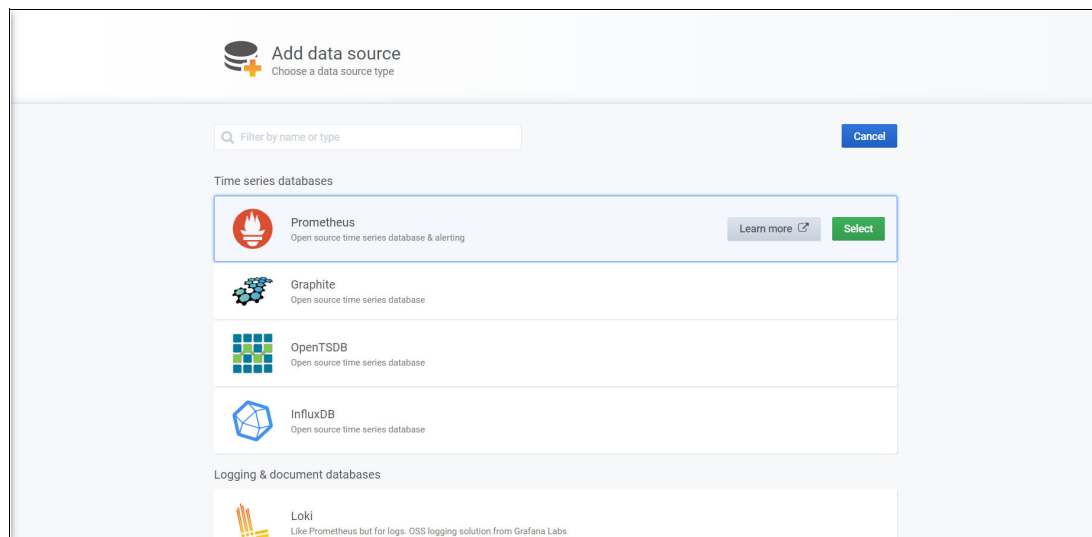 Add data source
Choose a data source type
Filter by name or type
Cancel
Time series databases
Prometheus
Open source time series database & alerting
Learn more
Select
Graphite
Open source time series database
OpenTSDB
Open source time series database
InfluxDB
Open source time series database
Logging & document databases
Loki
Like Prometheus but for logs. OSS logging solution from Grafana Labs